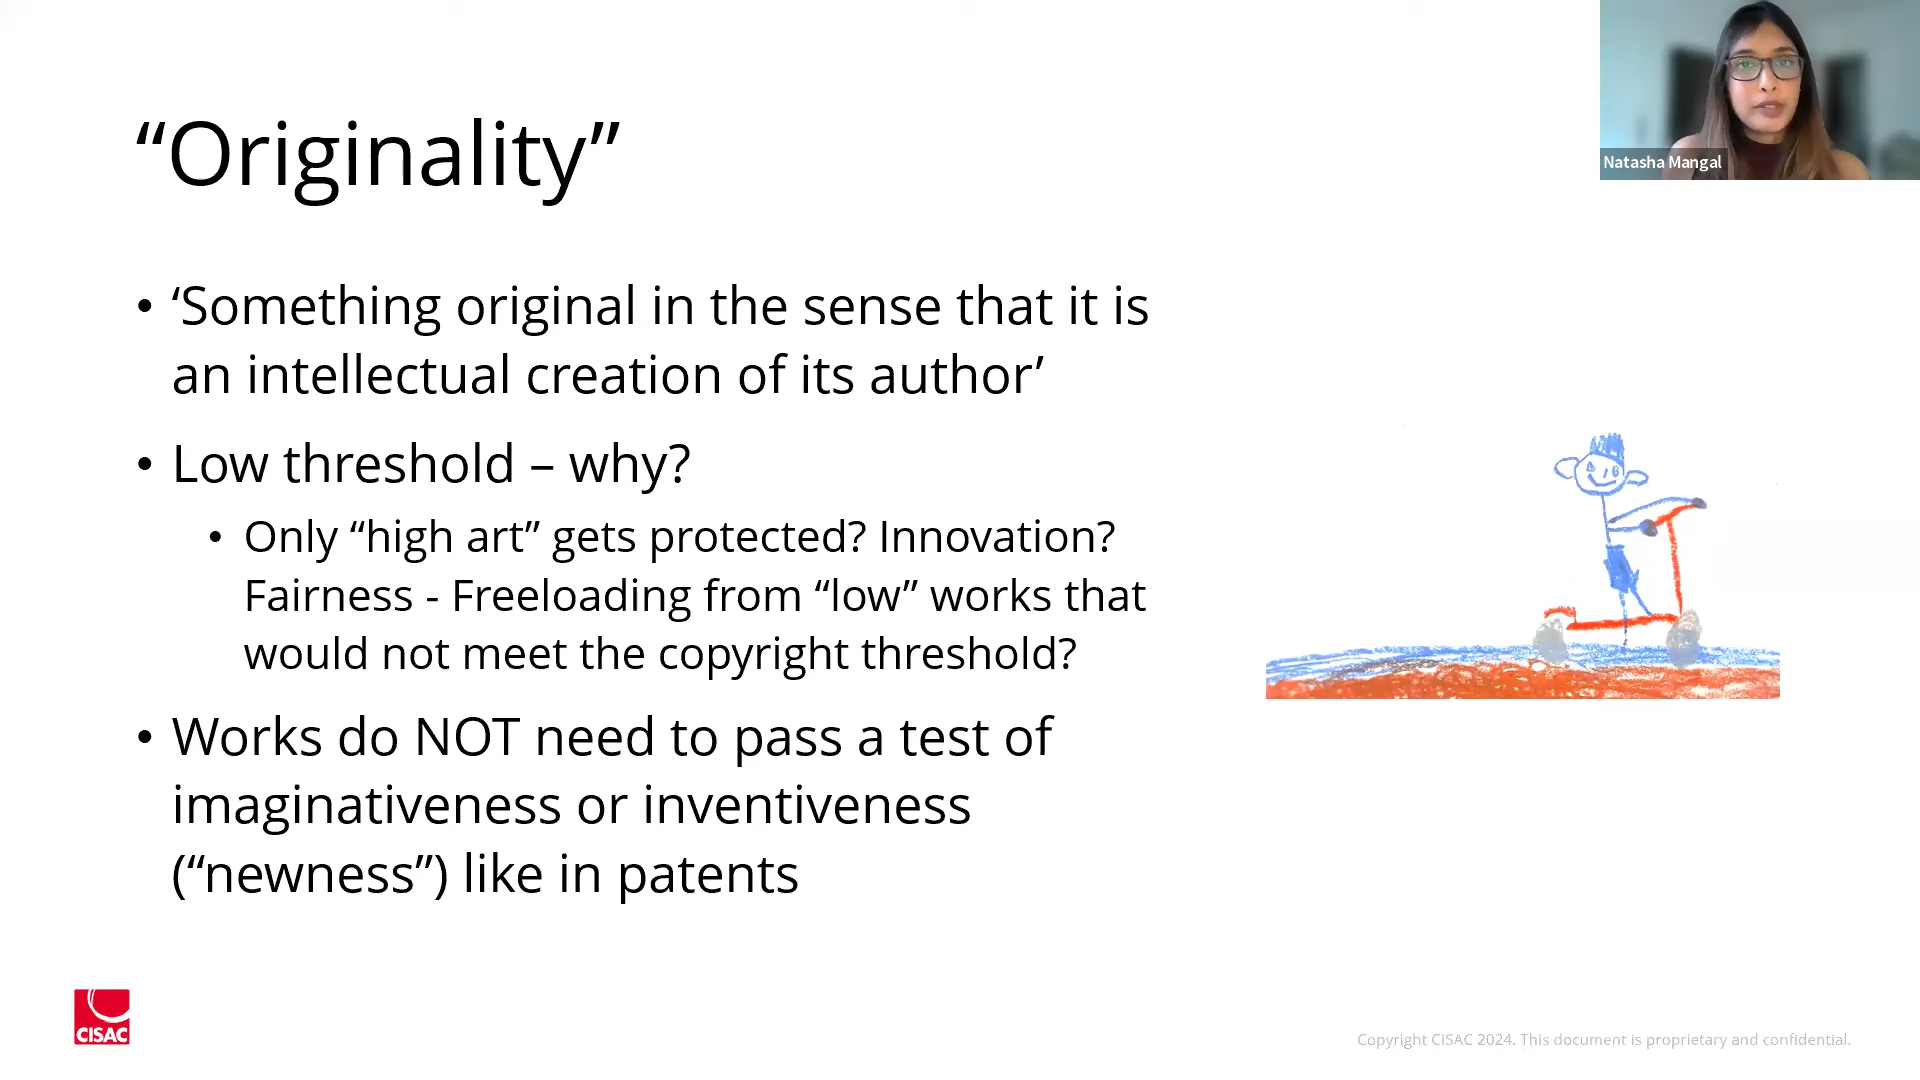 “Originality”
Natasha Mangal
• ‘Something original in the sense that it is
an intellectual creation of its author’
• Low threshold – why?
• Only “high art” gets protected? Innovation?
Fairness - Freeloading from “low” works that
would not meet the copyright threshold?
• Works do NOT need to pass a test of
imaginativeness or inventiveness
(“newness”) like in patents
CISAC
Copyright CISAC 2024. This document is proprietary and confidential.